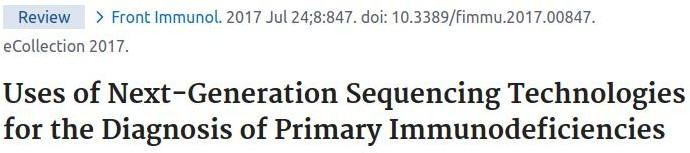 Review > Front Immunol. 2017 Jul 24;8:847. doi: 10.3389/fimmu.2017.00847.
eCollection 2017.
Uses of Next-Generation Sequencing Technologies
for the Diagnosis of Primary Immunodeficiencies